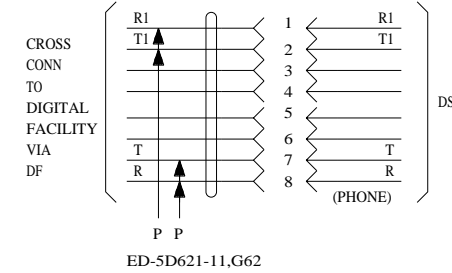 CROSS
CONN
TO
DIGITAL
FACILITY
VIA
DF
R1 1 R1
T1 2 T1
3
4
5
6
T 7 T
R 8 R
(PHONE)
DS
P P
ED-5D621-11,G62